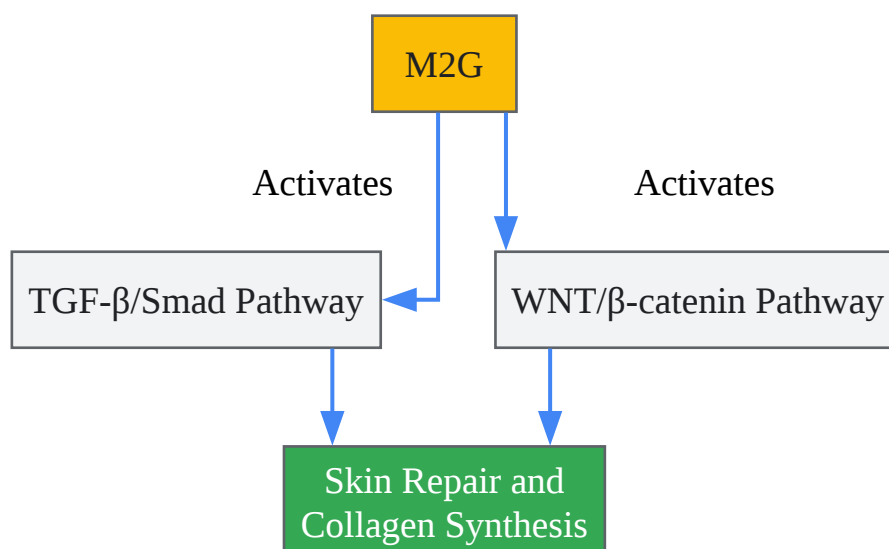 M2G
Activates
Activates
TGF-β/Smad Pathway
WNT/β-catenin Pathway
Skin Repair and
Collagen Synthesis